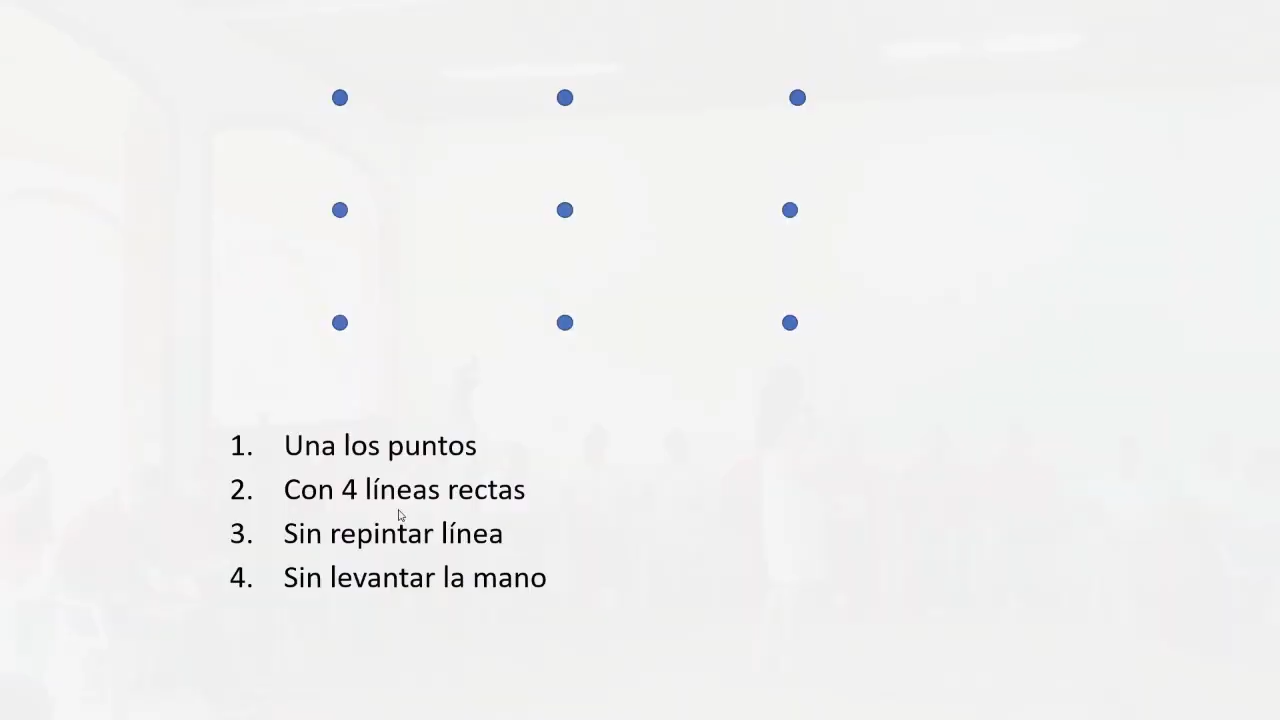 1. Una los puntos
2. Con 4 líneas rectas
3. Sin repintar línea
4. Sin levantar la mano